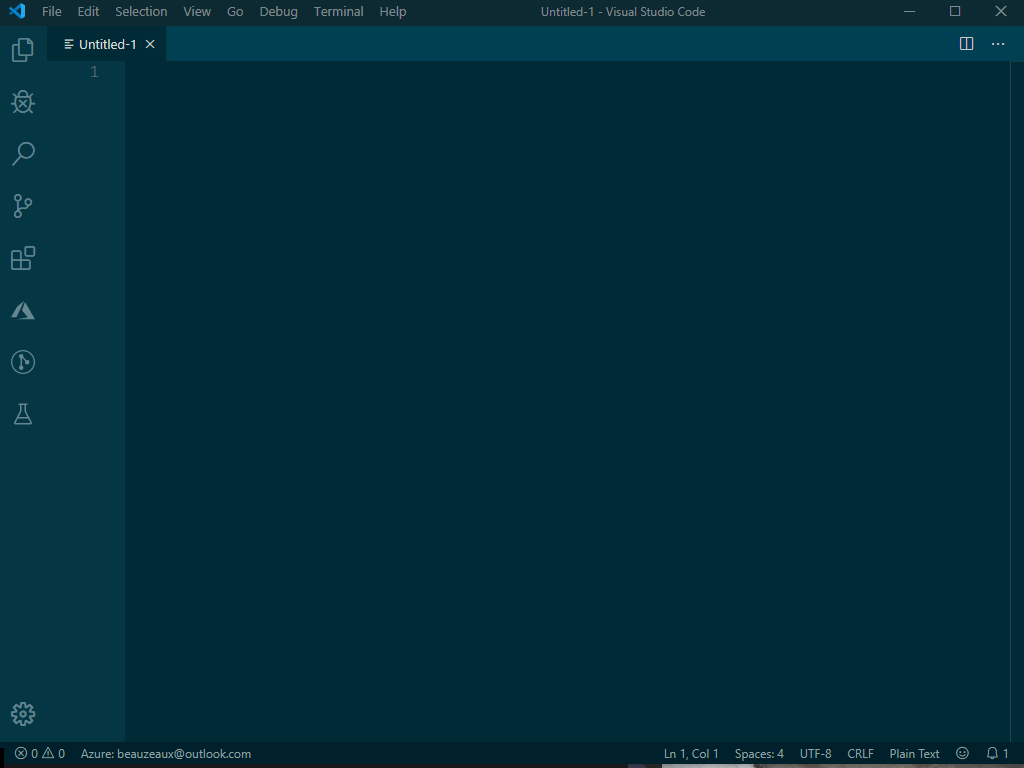 File Edit Selection View Go Debug Terminal Help Untitled-1 - Visual Studio Code
Untitled-1
1
0 0 Azure: beauzeaux@outlook.com Ln 1, Col 1 Spaces: 4 UTF-8 CRLF Plain Text 1